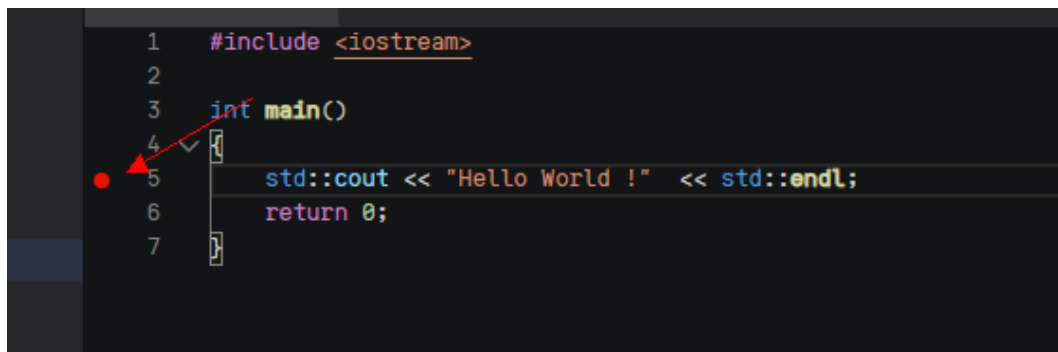 1 #include <iostream>
2
3 int main()
4 {
5 std::cout << "Hello World !"  << std::endl;
6 return 0;
7 }